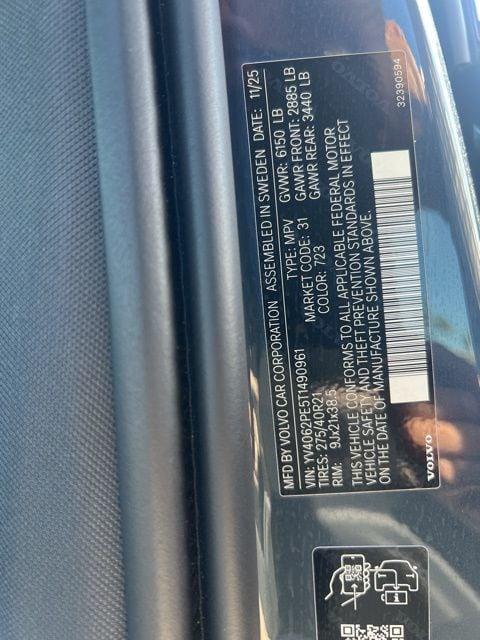 MFD BY VOLVO CAR CORPORATION ASSEMBLED IN SWEDEN DATE: 11/25
VIN: YV4062PE5T1490961 TYPE: MPV GVWR: 6150 LB
TIRES: 275/40R21 MARKET CODE: 31 GAWR FRONT: 2885 LB
RIM: 9Jx21x38.5 COLOR: 723 GAWR REAR: 3440 LB
THIS VEHICLE CONFORMS TO ALL APPLICABLE FEDERAL MOTOR
VEHICLE SAFETY AND THEFT PREVENTION STANDARDS IN EFFECT
ON THE DATE OF MANUFACTURE SHOWN ABOVE.
VOLVO
32390594